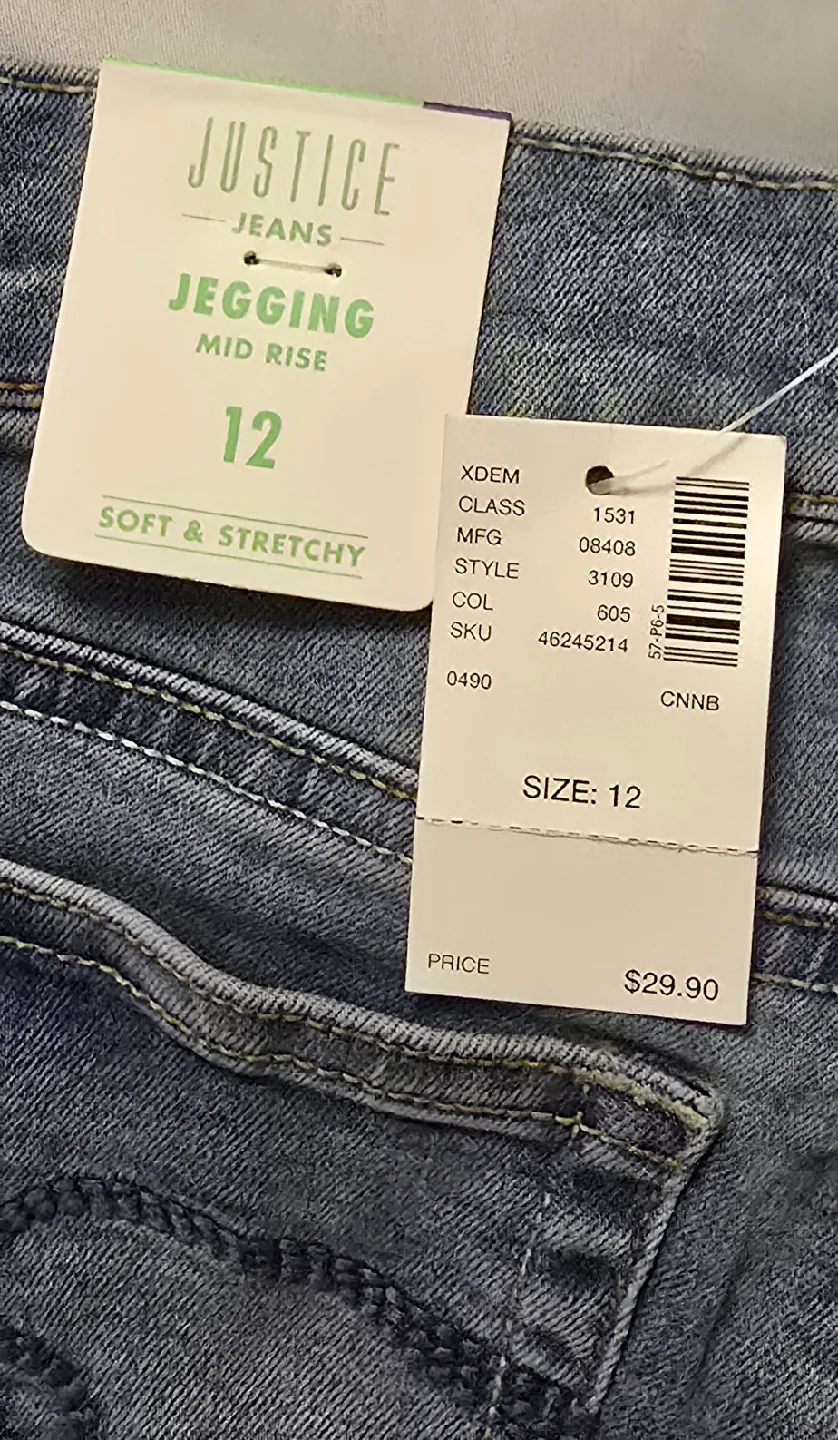 JUSTICE
JEANS
JEGGING
MID RISE
12
SOFT & STRETCHY
XDEM
CLASS 1531
MFG 08408
STYLE 3109
COL 605
SKU 46245214
57-P6-5
0490
CNNB
SIZE: 12
PRICE $29.90